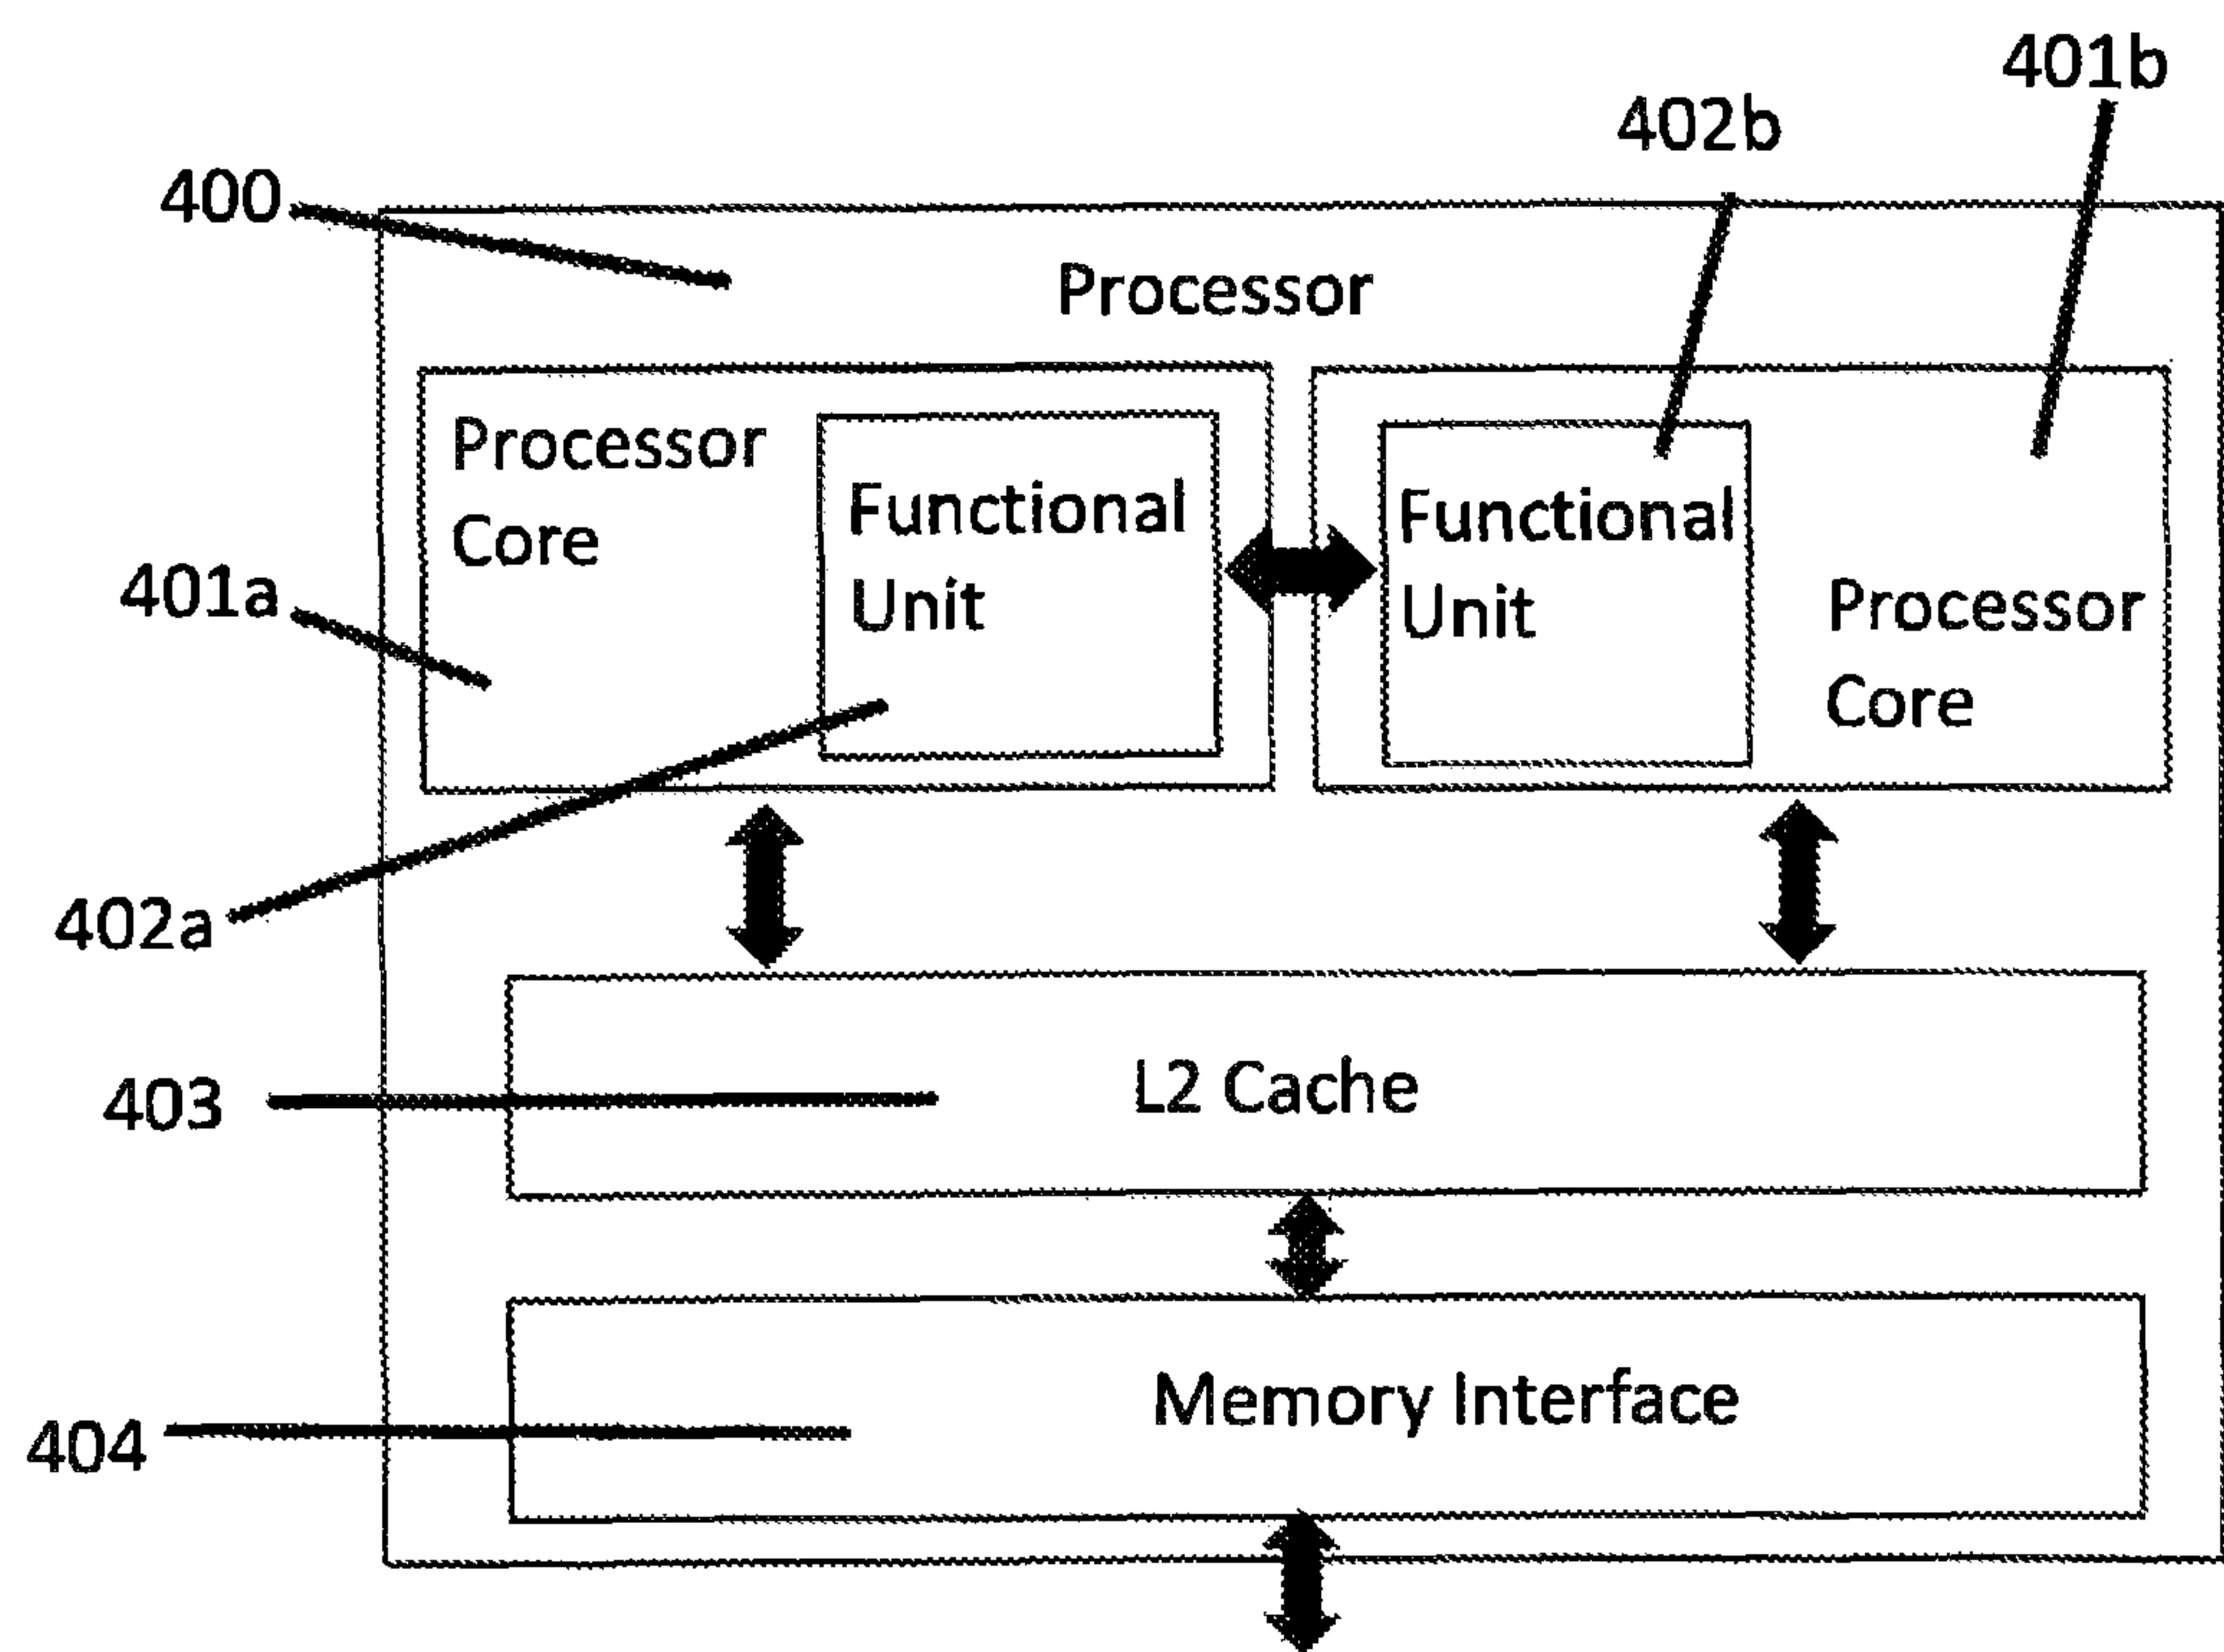 401b
402b
400
Processor
Processor
Core
Functional
Unit
Functional
Unit
Processor
Core
401a
402a
L2 Cache
403
Memory Interface
404